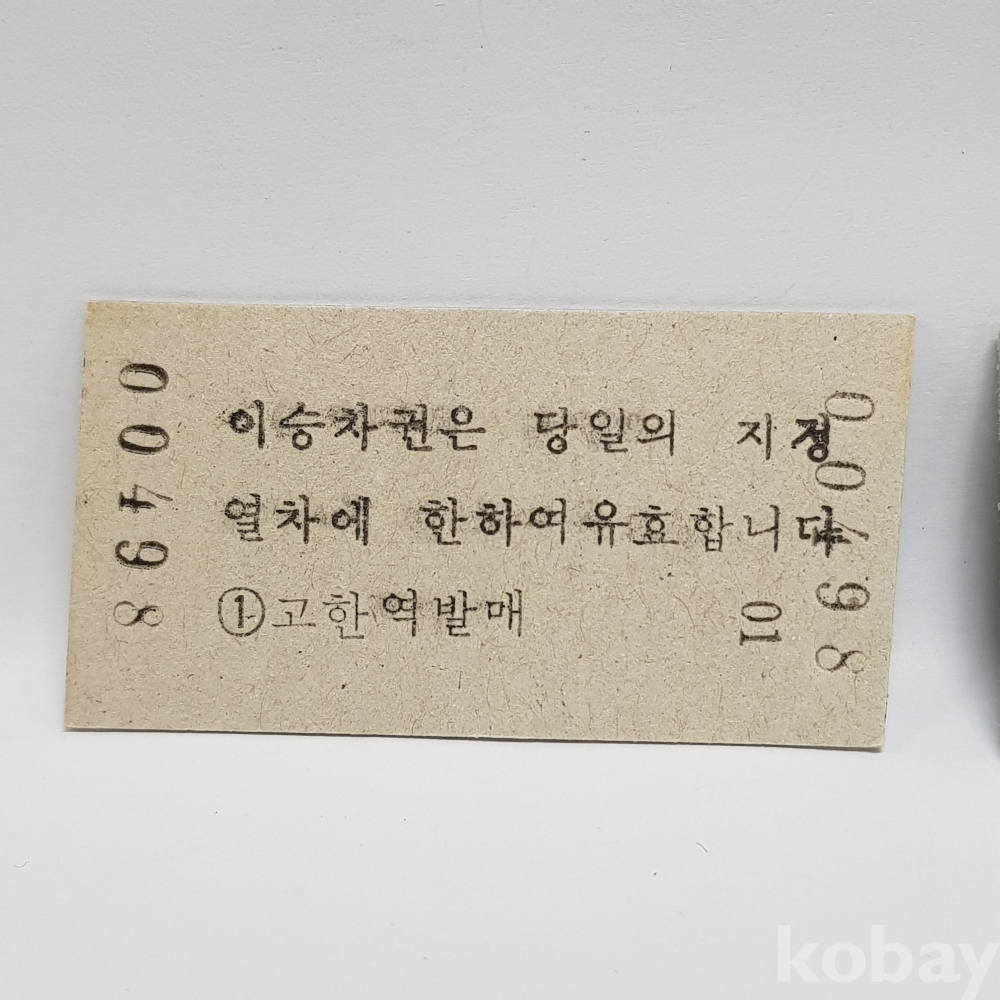 00498
이승차권은 당일의 지정
열차에 한하여유효합니다
①고한역발매
01
00498
kobay